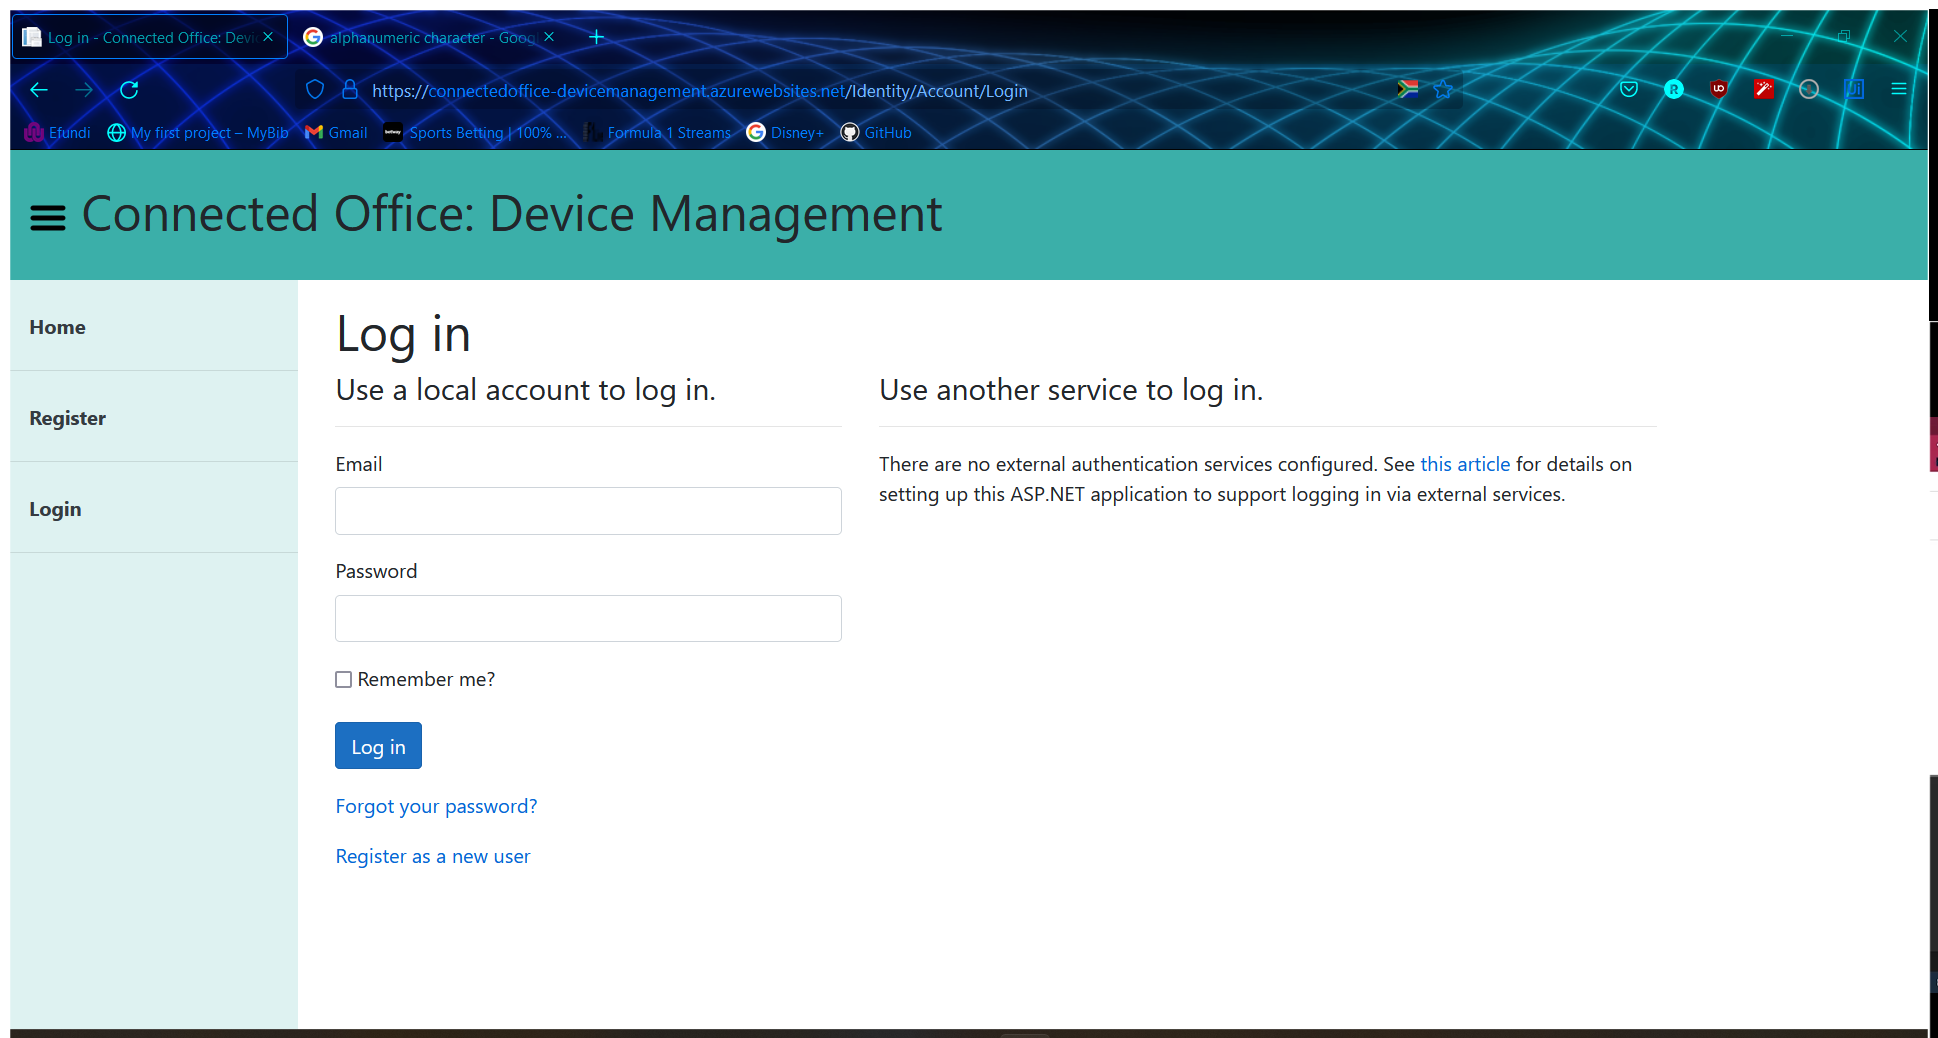 Log in - Connected Office: Devi
alphanumeric character - Goog
https://connectedoffice-devicemanagement.azurewebsites.net/Identity/Account/Login
Efundi
My first project – MyBib
Gmail
Sports Betting | 100% ...
Formula 1 Streams
Disney+
GitHub
Connected Office: Device Management
Home
Register
Login
Log in
Use a local account to log in.
Email
Password
Remember me?
Log in
Forgot your password?
Register as a new user
Use another service to log in.
There are no external authentication services configured. See this article for details on
setting up this ASP.NET application to support logging in via external services.